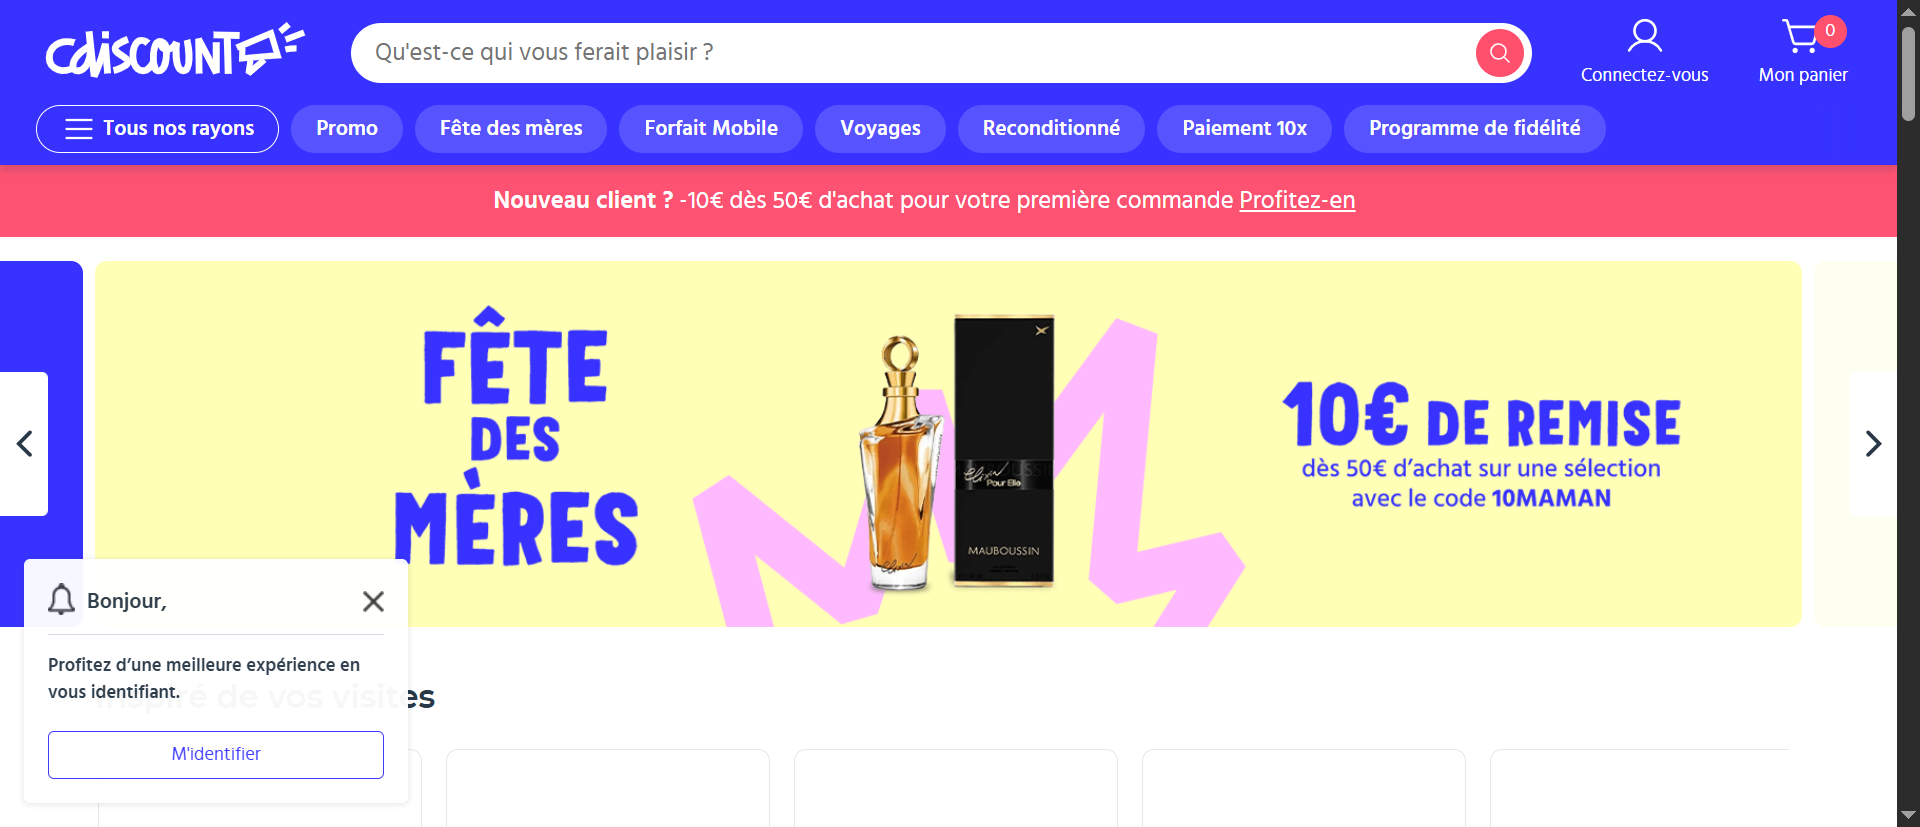 cdiscount
Qu'est-ce qui vous ferait plaisir ?
Connectez-vous
0
Mon panier
Tous nos rayons
Promo
Fête des mères
Forfait Mobile
Voyages
Reconditionné
Paiement 10x
Programme de fidélité
Nouveau client ? -10€ dès 50€ d'achat pour votre première commande Profitez-en
FÊTE
DES
MÈRES
Elixir
Pour Elle
MAUBOUSSIN
Elixir
10€ DE REMISE
dès 50€ d’achat sur une sélection
avec le code 10MAMAN
Bonjour,
Profitez d’une meilleure expérience en
vous identifiant.
M'identifier
Inspiré de vos visites